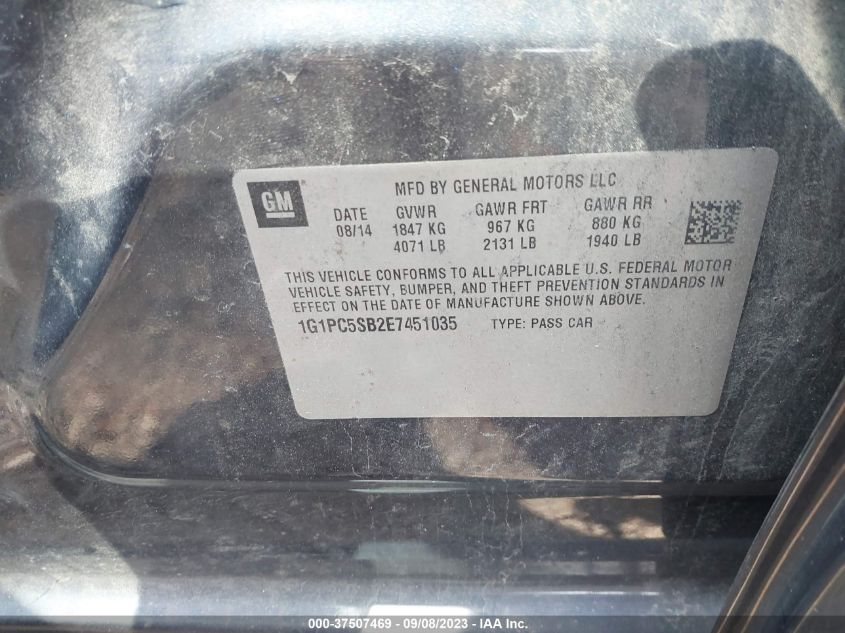 GM
MFD BY GENERAL MOTORS LLC
DATE GVWR GAWR FRT GAWR RR
08/14 1847 KG 967 KG 880 KG
4071 LB 2131 LB 1940 LB
THIS VEHICLE CONFORMS TO ALL APPLICABLE U.S. FEDERAL MOTOR
VEHICLE SAFETY, BUMPER, AND THEFT PREVENTION STANDARDS IN
EFFECT ON THE DATE OF MANUFACTURE SHOWN ABOVE.
1G1PC5SB2E7451035 TYPE: PASS CAR
000-37507469 - 09/08/2023 - IAA Inc.